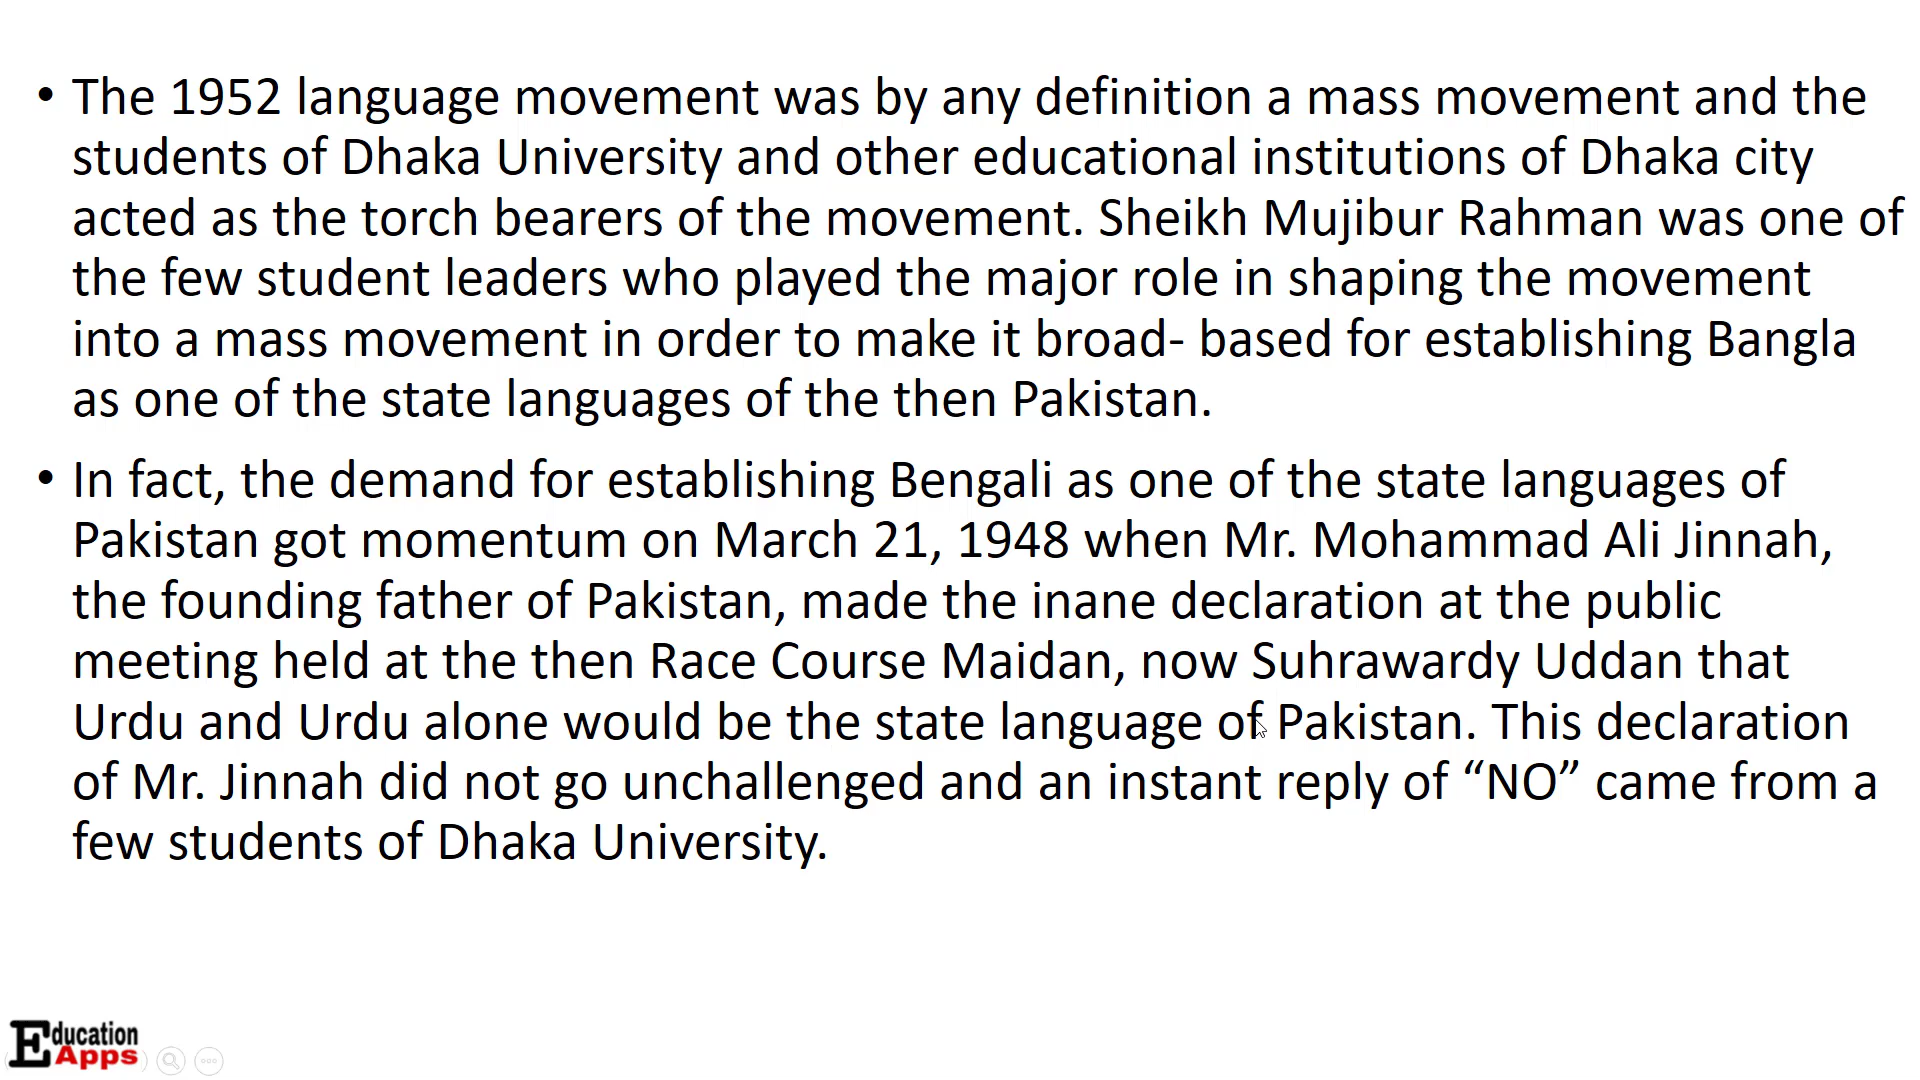 • The 1952 language movement was by any definition a mass movement and the
students of Dhaka University and other educational institutions of Dhaka city
acted as the torch bearers of the movement. Sheikh Mujibur Rahman was one of
the few student leaders who played the major role in shaping the movement
into a mass movement in order to make it broad- based for establishing Bangla
as one of the state languages of the then Pakistan.
• In fact, the demand for establishing Bengali as one of the state languages of
Pakistan got momentum on March 21, 1948 when Mr. Mohammad Ali Jinnah,
the founding father of Pakistan, made the inane declaration at the public
meeting held at the then Race Course Maidan, now Suhrawardy Uddan that
Urdu and Urdu alone would be the state language of Pakistan. This declaration
of Mr. Jinnah did not go unchallenged and an instant reply of “NO” came from a
few students of Dhaka University.
Education
Apps